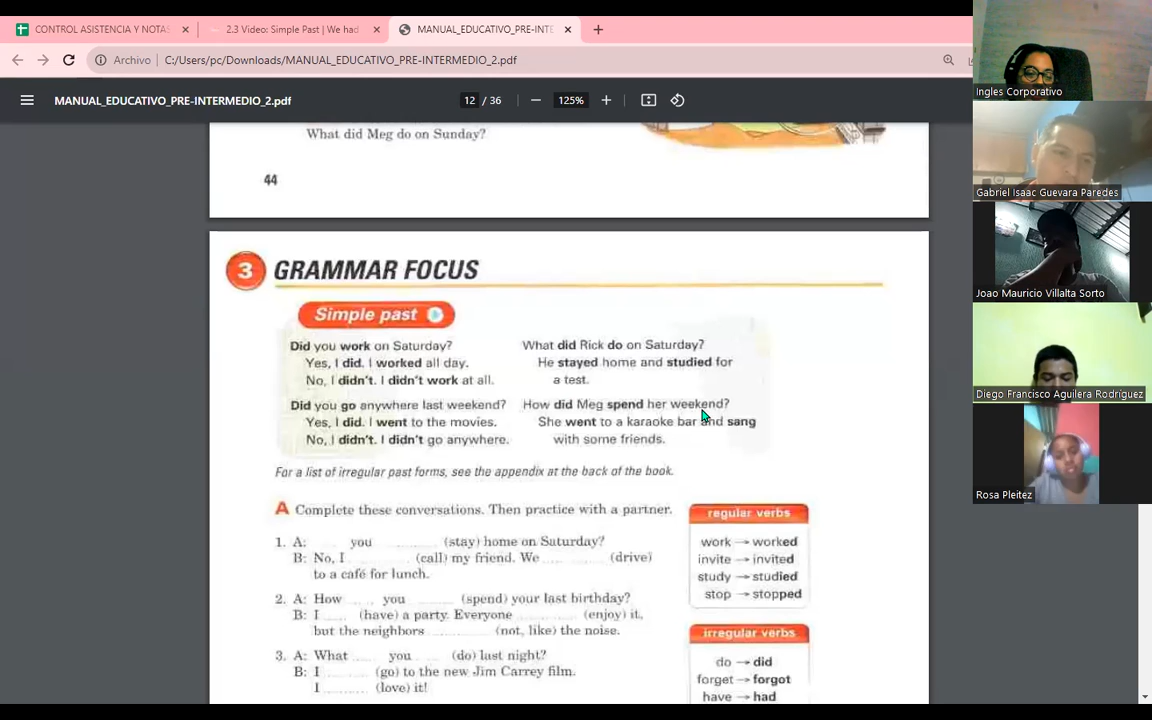 CONTROL ASISTENCIA Y NOTAS
2.3 Video: Simple Past | We had
MANUAL_EDUCATIVO_PRE-INTE
Archivo
C:/Users/pc/Downloads/MANUAL_EDUCATIVO_PRE-INTERMEDIO_2.pdf
MANUAL_EDUCATIVO_PRE-INTERMEDIO_2.pdf
12 / 36
125%
What did Meg do on Sunday?
44
3 GRAMMAR FOCUS
Simple past
Did you work on Saturday?
Yes, I did. I worked all day.
No, I didn't. I didn't work at all.
Did you go anywhere last weekend?
Yes, I did. I went to the movies.
No, I didn't. I didn't go anywhere.
What did Rick do on Saturday?
He stayed home and studied for
a test.
How did Meg spend her weekend?
She went to a karaoke bar and sang
with some friends.
For a list of irregular past forms, see the appendix at the back of the book.
A Complete these conversations. Then practice with a partner.
1. A: you (stay) home on Saturday?
B: No, I (call) my friend. We (drive)
to a café for lunch.
2. A: How you (spend) your last birthday?
B: I (have) a party. Everyone (enjoy) it,
but the neighbors (not, like) the noise.
3. A: What you (do) last night?
B: I (go) to the new Jim Carrey film.
I (love) it!
regular verbs
work → worked
invite → invited
study → studied
stop → stopped
irregular verbs
do → did
forget → forgot
have → had
Ingles Corporativo
Gabriel Isaac Guevara Paredes
Joao Mauricio Villalta Sorto
Diego Francisco Aguilera Rodríguez
Rosa Pleitez